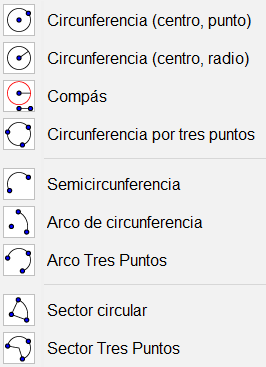 Circunferencia (centro, punto)
Circunferencia (centro, radio)
Compás
Circunferencia por tres puntos
Semicircunferencia
Arco de circunferencia
Arco Tres Puntos
Sector circular
Sector Tres Puntos